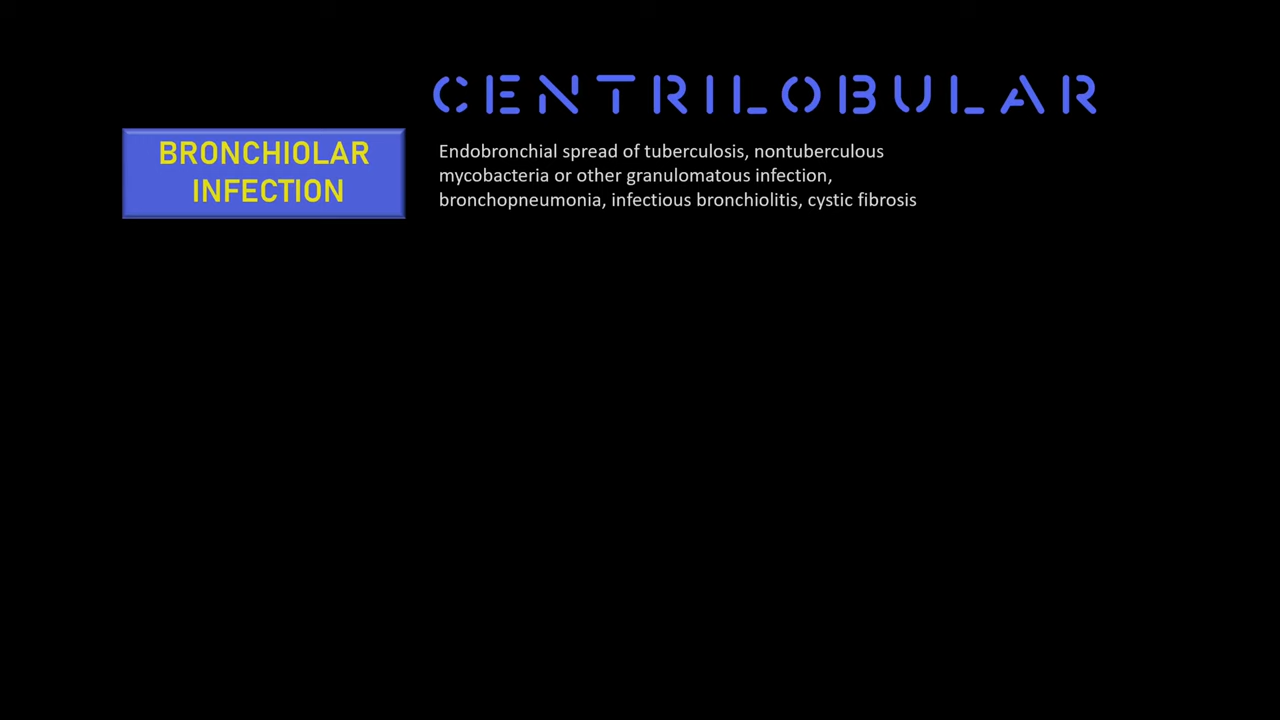 CENTRILOBULAR
BRONCHIOLAR
INFECTION
Endobronchial spread of tuberculosis, nontuberculous
mycobacteria or other granulomatous infection,
bronchopneumonia, infectious bronchiolitis, cystic fibrosis